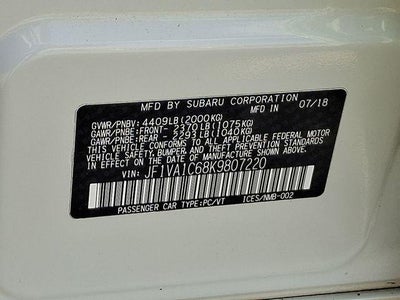 MFD BY SUBARU CORPORATION 07/18
GVWR/PNBV: 4409LB(2000KG)
GAWR/PNBE:FRONT- 2370LB(1075KG)
GAWR/PNBE:REAR - 2293LB(1040KG)
THIS VEHICLE CONFORMS TO ALL APPLICABLE FEDERAL MOTOR
VEHICLE SAFETY, BUMPER, AND THEFT PREVENTION STANDARDS
IN EFFECT ON THE DATE OF MANUFACTURE SHOWN ABOVE.
VIN: JF1VA1C68K9807220
PASSENGER CAR TYPE:PC/VT ICES/NMB-002